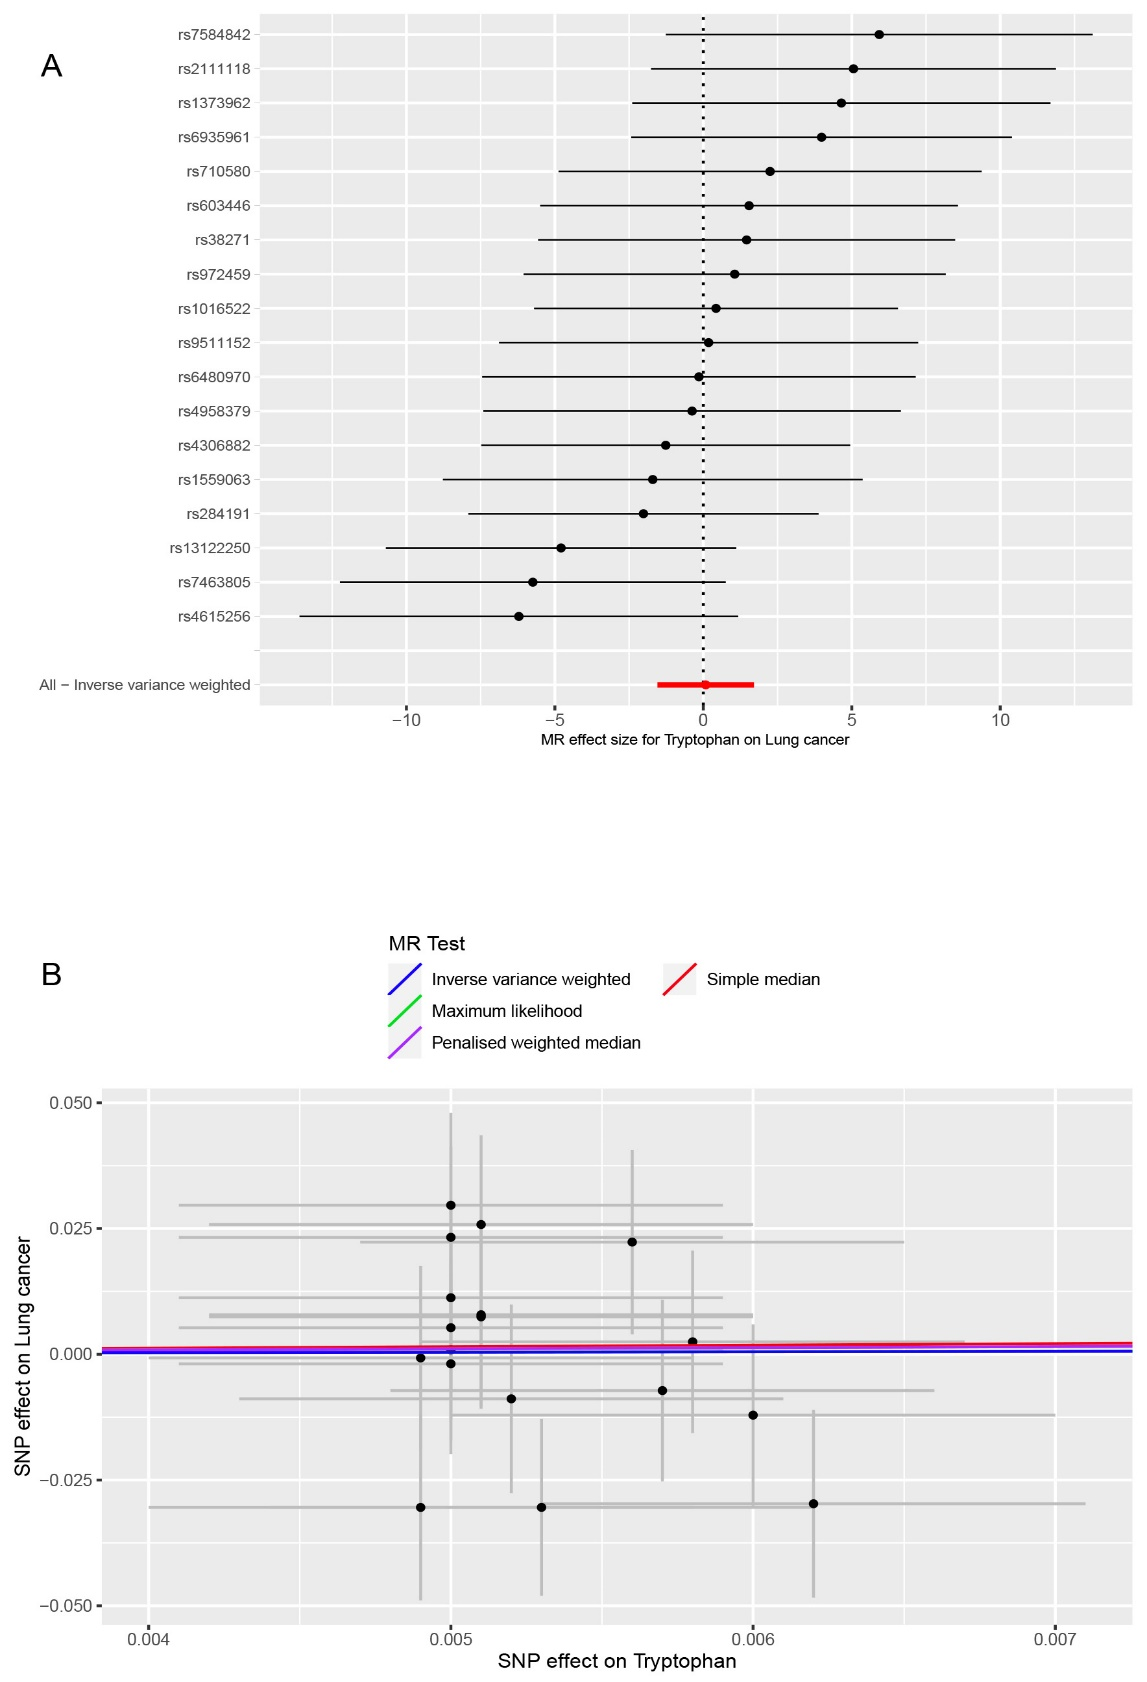 A
rs7584842
rs2111118
rs1373962
rs6935961
rs710580
rs603446
rs38271
rs972459
rs1016522
rs9511152
rs6480970
rs4958379
rs4306882
rs1559063
rs284191
rs13122250
rs7463805
rs4615256
All − Inverse variance weighted
−10 −5 0 5 10
MR effect size for Tryptophan on Lung cancer
B
MR Test
Inverse variance weighted Simple median
Maximum likelihood
Penalised weighted median
SNP effect on Lung cancer
0.050
0.025
0.000
−0.025
−0.050
0.004 0.005 0.006 0.007
SNP effect on Tryptophan